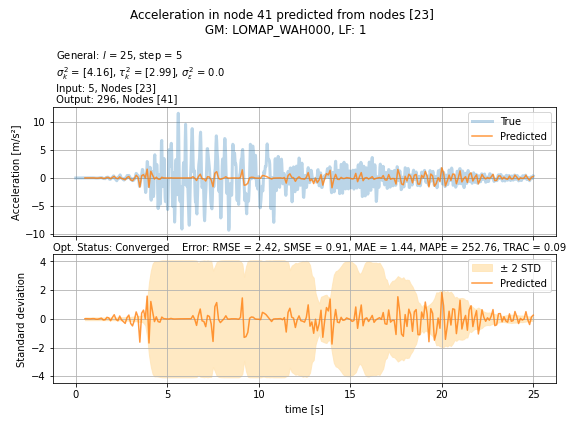 Acceleration in node 41 predicted from nodes [23]
GM: LOMAP_WAH000, LF: 1
General: l = 25, step = 5
σ²ₖ = [4.16], τ²ₖ = [2.99], σ²ε = 0.0
Input: 5, Nodes [23]
Output: 296, Nodes [41]
Acceleration [m/s²]
10
5
0
−5
−10
True
Predicted
Opt. Status: Converged Error: RMSE = 2.42, SMSE = 0.91, MAE = 1.44, MAPE = 252.76, TRAC = 0.09
Standard deviation
4
2
0
−2
−4
± 2 STD
Predicted
0 5 10 15 20 25
time [s]